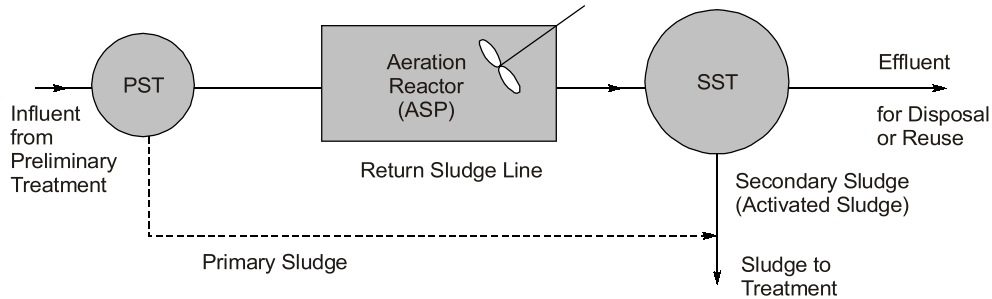 PST
Aeration
Reactor
(ASP)
SST
Effluent
Influent
from
Preliminary
Treatment
for Disposal
or Reuse
Return Sludge Line
Secondary Sludge
(Activated Sludge)
Primary Sludge
Sludge to
Treatment